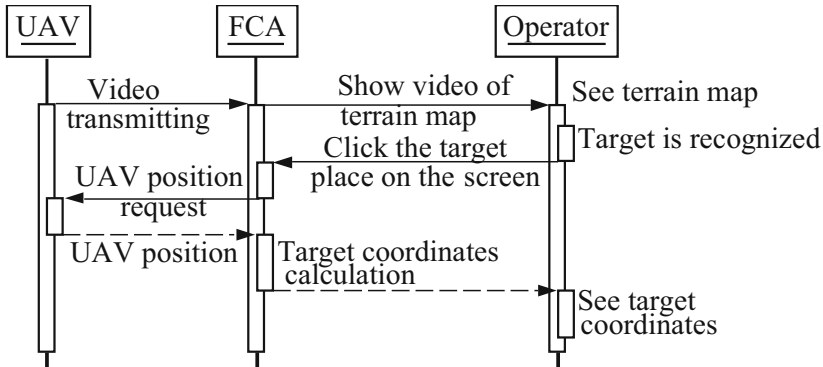 UAV
FCA
Operator
Video
transmitting
Show video of
terrain map
See terrain map
Target is recognized
Click the target
place on the screen
UAV position
request
UAV position
Target coordinates
calculation
See target
coordinates